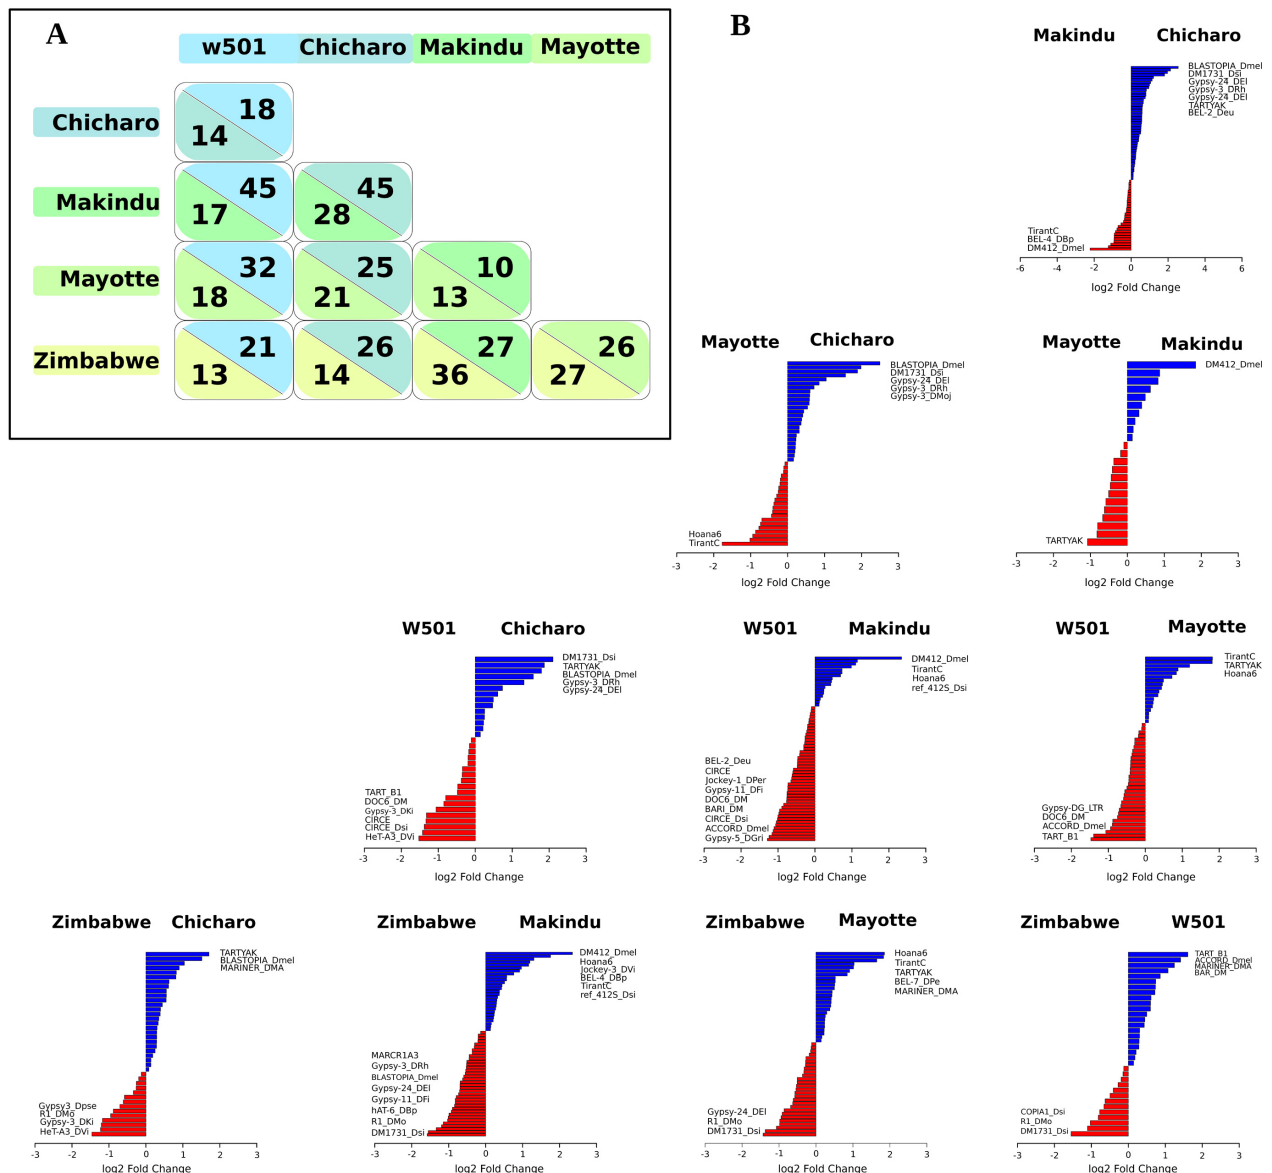 A
w501 Chicharo Makindu Mayotte
Chicharo 18 14
Makindu 45 17 45 28
Mayotte 32 18 25 21 10 13
Zimbabwe 21 13 26 14 27 36 26 27
B
Makindu Chicharo
BLASTOPIA_Dmel
DM1731_Dsi
Gypsy-24_DEl
Gypsy-3_DRh
Gypsy-24_DEl
TARTYAK
BEL-2_Deu
TirantC
BEL-4_DBp
DM412_Dmel
-6 -4 -2 0 2 4 6
log2 Fold Change
Mayotte Chicharo
BLASTOPIA_Dmel
DM1731_Dsi
Gypsy-24_DEl
Gypsy-3_DRh
Gypsy-3_DMoj
Hoana6
TirantC
-3 -2 -1 0 1 2 3
log2 Fold Change
Mayotte Makindu
DM412_Dmel
TARTYAK
-3 -2 -1 0 1 2 3
log2 Fold Change
W501 Chicharo
DM1731_Dsi
TARTYAK
BLASTOPIA_Dmel
Gypsy-3_DRh
Gypsy-24_DEl
TART_B1
DOC6_DM
Gypsy-3_DKi
CIRCE
CIRCE_Dsi
HeT-A3_DVi
-3 -2 -1 0 1 2 3
log2 Fold Change
W501 Makindu
DM412_Dmel
TirantC
Hoana6
ref_412S_Dsi
BEL-2_Deu
CIRCE
Jockey-1_DPer
Gypsy-11_DFi
DOC6_DM
BARI_DM
CIRCE_Dsi
ACCORD_Dmel
Gypsy-5_DGri
-3 -2 -1 0 1 2 3
log2 Fold Change
W501 Mayotte
TirantC
TARTYAK
Hoana6
Gypsy-DG_LTR
DOC6_DM
ACCORD_Dmel
TART_B1
-3 -2 -1 0 1 2 3
log2 Fold Change
Zimbabwe Chicharo
TARTYAK
BLASTOPIA_Dmel
MARINER_DMA
Gypsy3_Dpse
R1_DMo
Gypsy-3_DKi
HeT-A3_DVi
-3 -2 -1 0 1 2 3
log2 Fold Change
Zimbabwe Makindu
DM412_Dmel
Hoana6
Jockey-3_DVi
BEL-4_DBp
TirantC
ref_412S_Dsi
MARCR1A3
Gypsy-3_DRh
BLASTOPIA_Dmel
Gypsy-24_DEl
Gypsy-11_DFi
hAT-6_DBp
R1_DMo
DM1731_Dsi
-3 -2 -1 0 1 2 3
log2 Fold Change
Zimbabwe Mayotte
Hoana6
TirantC
TARTYAK
BEL-7_DPe
MARINER_DMA
Gypsy-24_DEl
R1_DMo
DM1731_Dsi
-3 -2 -1 0 1 2 3
log2 Fold Change
Zimbabwe W501
TART_B1
ACCORD_Dmel
MARINER_DMA
BAR_DM
COPIA1_Dsi
R1_DMo
DM1731_Dsi
-3 -2 -1 0 1 2 3
log2 Fold Change